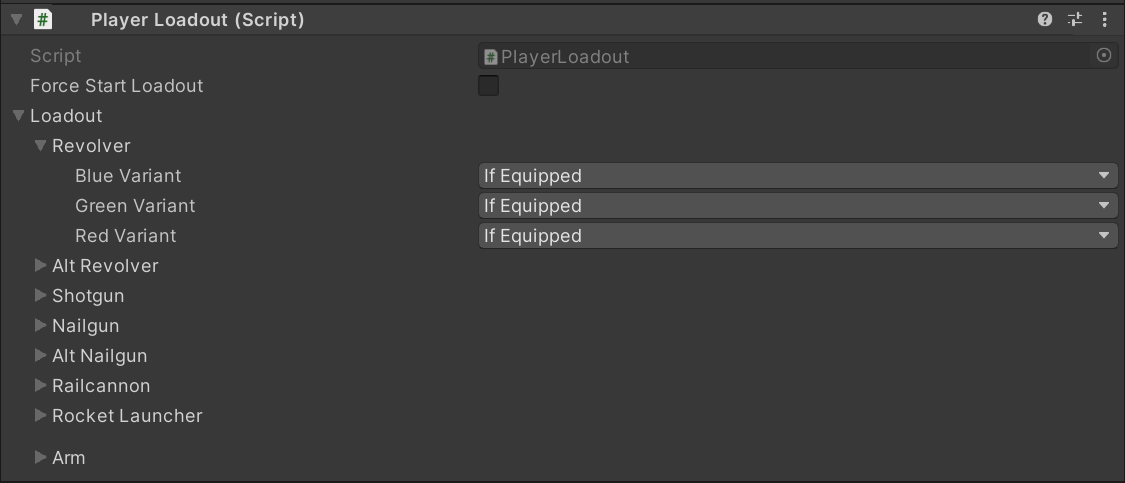 Player Loadout (Script)
Script PlayerLoadout
Force Start Loadout
Loadout
Revolver
Blue Variant If Equipped
Green Variant If Equipped
Red Variant If Equipped
Alt Revolver
Shotgun
Nailgun
Alt Nailgun
Railcannon
Rocket Launcher
Arm